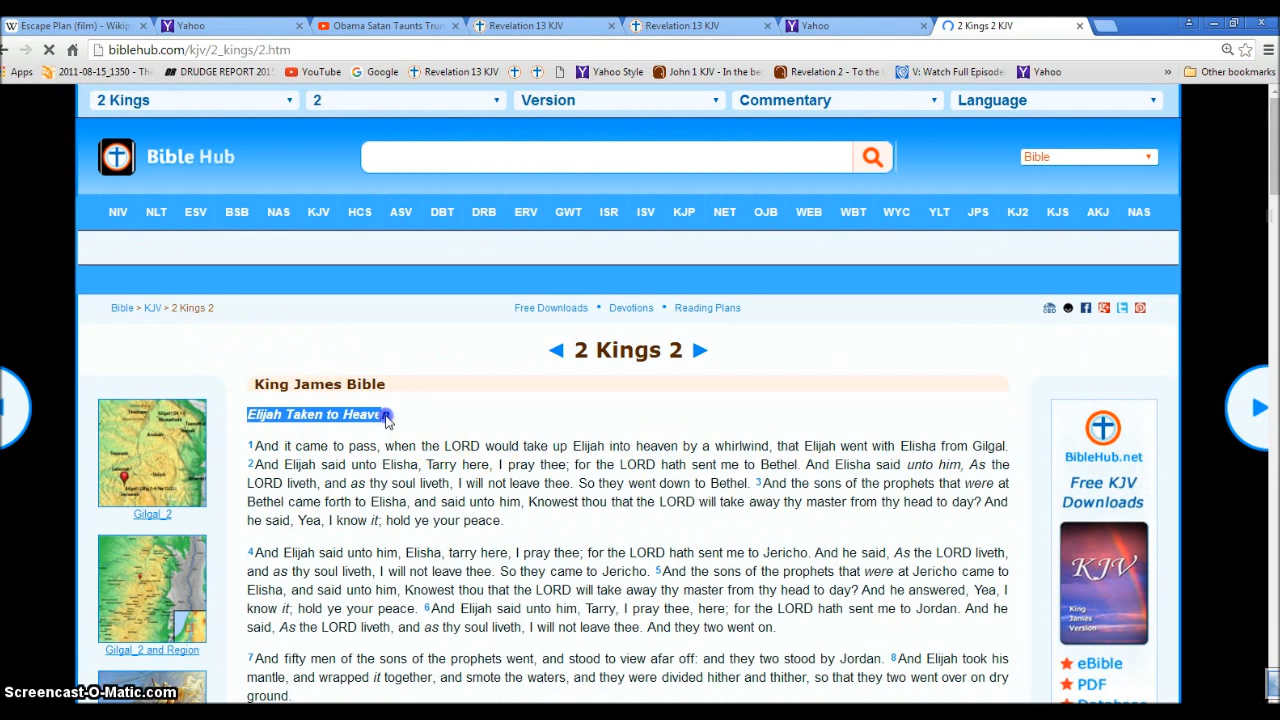 Escape Plan (film) - Wikip
Yahoo
Obama Satan Taunts Trun
Revelation 13 KJV
Revelation 13 KJV
Yahoo
2 Kings 2 KJV
biblehub.com/kjv/2_kings/2.htm
Apps
2011-08-15_1350 - Th
DRUDGE REPORT 201
YouTube
Google
Revelation 13 KJV
Yahoo Style
John 1 KJV - In the be
Revelation 2 - To the
V: Watch Full Episode
Yahoo
»
Other bookmarks
2 Kings
2
Version
Commentary
Language
Bible Hub
Bible
NIV NLT ESV BSB NAS KJV HCS ASV DBT DRB ERV GWT ISR ISV KJP NET OJB WEB WBT WYC YLT JPS KJ2 KJS AKJ NAS
Bible > KJV > 2 Kings 2
Free Downloads • Devotions • Reading Plans
◄ 2 Kings 2 ►
King James Bible
Elijah Taken to Heaven
1And it came to pass, when the LORD would take up Elijah into heaven by a whirlwind, that Elijah went with Elisha from Gilgal.
2And Elijah said unto Elisha, Tarry here, I pray thee; for the LORD hath sent me to Bethel. And Elisha said unto him, As the
LORD liveth, and as thy soul liveth, I will not leave thee. So they went down to Bethel. 3And the sons of the prophets that were at
Bethel came forth to Elisha, and said unto him, Knowest thou that the LORD will take away thy master from thy head to day? And
he said, Yea, I know it; hold ye your peace.
4And Elijah said unto him, Elisha, tarry here, I pray thee; for the LORD hath sent me to Jericho. And he said, As the LORD liveth,
and as thy soul liveth, I will not leave thee. So they came to Jericho. 5And the sons of the prophets that were at Jericho came to
Elisha, and said unto him, Knowest thou that the LORD will take away thy master from thy head to day? And he answered, Yea, I
know it; hold ye your peace. 6And Elijah said unto him, Tarry, I pray thee, here; for the LORD hath sent me to Jordan. And he
said, As the LORD liveth, and as thy soul liveth, I will not leave thee. And they two went on.
7And fifty men of the sons of the prophets went, and stood to view afar off: and they two stood by Jordan. 8And Elijah took his
mantle, and wrapped it together, and smote the waters, and they were divided hither and thither, so that they two went over on dry
ground.
Gilgal_2
Gilgal_2 and Region
BibleHub.net
Free KJV
Downloads
KJV
King
James
Version
eBible
PDF
Screencast-O-Matic.com